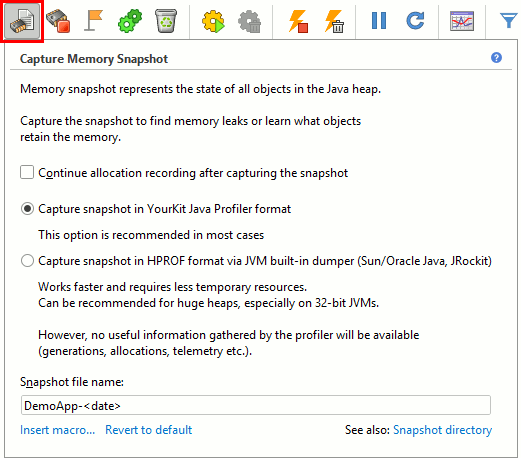 Capture Memory Snapshot
Memory snapshot represents the state of all objects in the Java heap.
Capture the snapshot to find memory leaks or learn what objects
retain the memory.
Continue allocation recording after capturing the snapshot
Capture snapshot in YourKit Java Profiler format
This option is recommended in most cases
Capture snapshot in HPROF format via JVM built-in dumper (Sun/Oracle Java, JRockit)
Works faster and requires less temporary resources.
Can be recommended for huge heaps, especially on 32-bit JVMs.
However, no useful information gathered by the profiler will be available
(generations, allocations, telemetry etc.).
Snapshot file name:
DemoApp-<date>
Insert macro... Revert to default See also: Snapshot directory